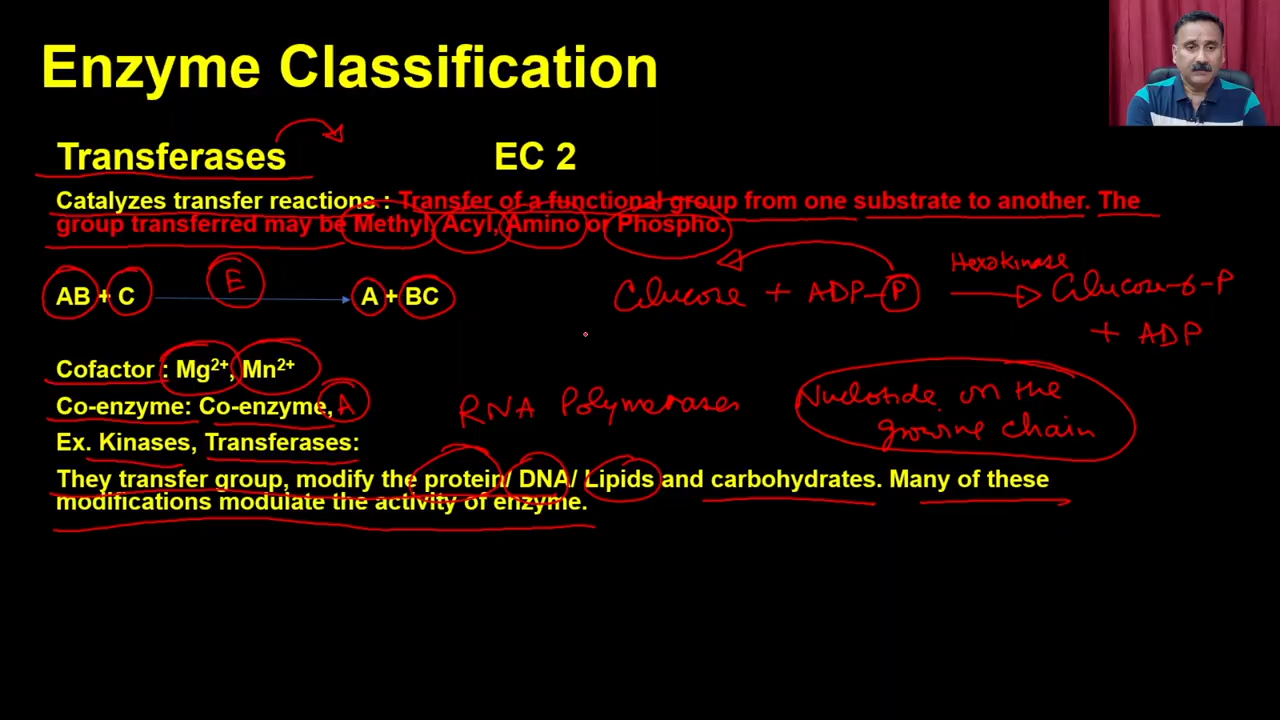 Enzyme Classification
Transferases EC 2
Catalyzes transfer reactions : Transfer of a functional group from one substrate to another. The
group transferred may be Methyl, Acyl, Amino or Phospho.
AB + C E A + BC
Glucose + ADP-P Hexokinase Glucose-6-P
+ ADP
Cofactor : Mg²⁺, Mn²⁺
Co-enzyme: Co-enzyme, A
RNA Polymerases
Nucleotide on the
growing chain
Ex. Kinases, Transferases:
They transfer group, modify the protein/ DNA/ Lipids and carbohydrates. Many of these
modifications modulate the activity of enzyme.